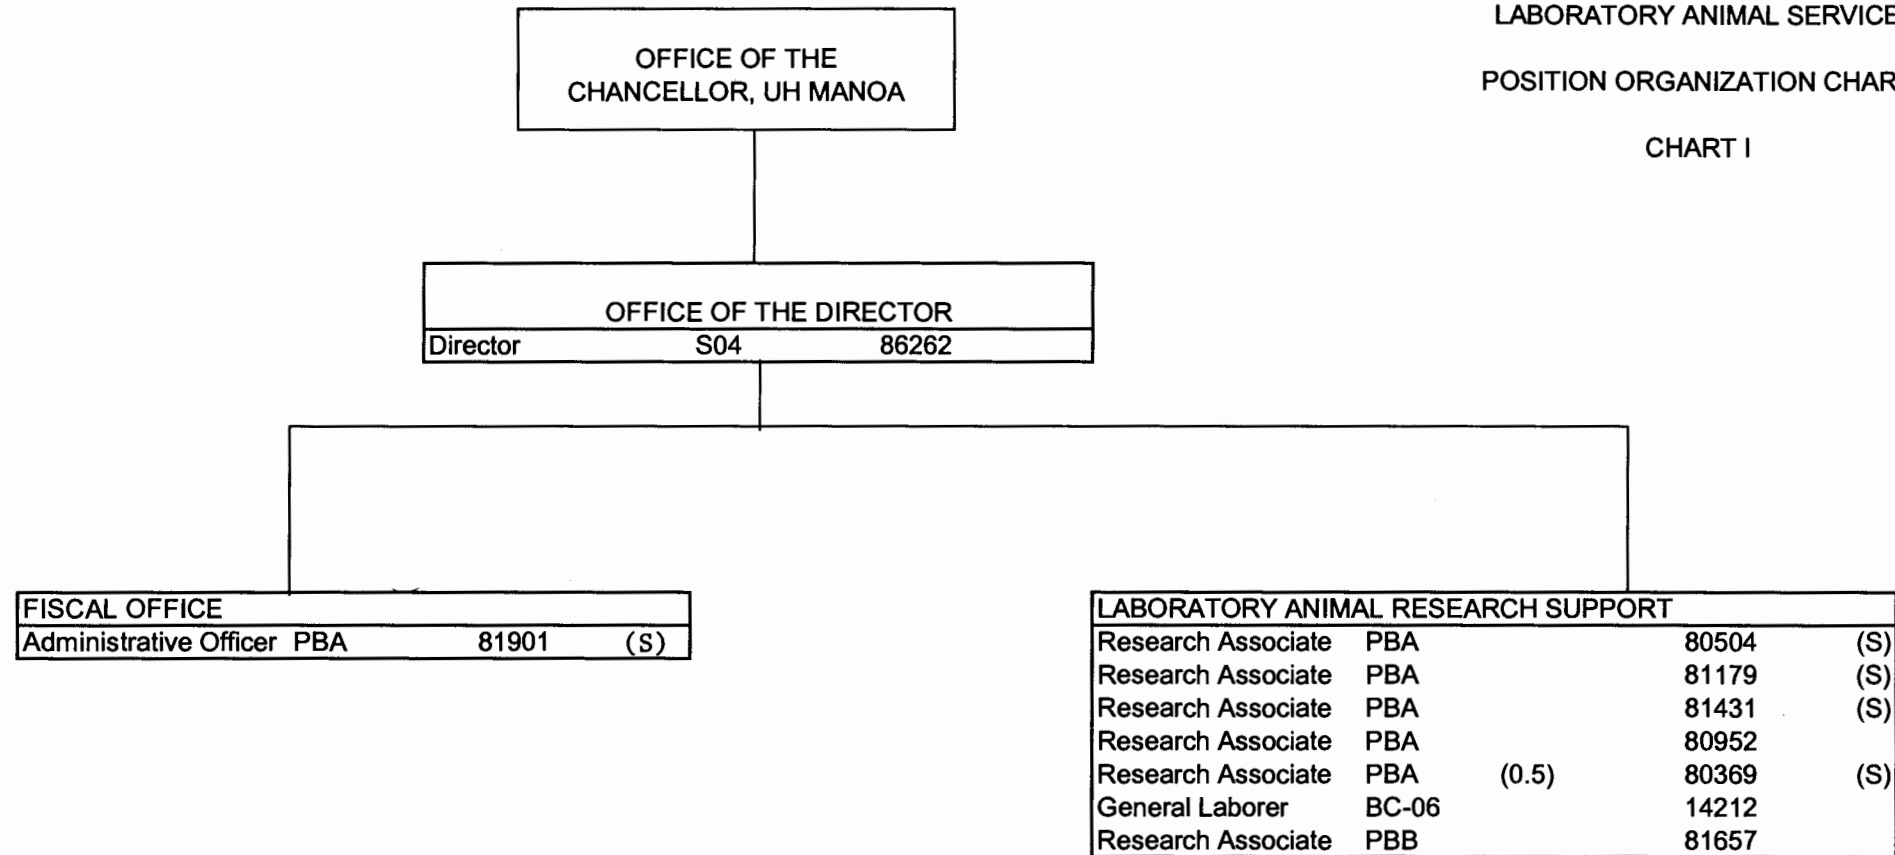 LABORATORY ANIMAL SERVICE
POSITION ORGANIZATION CHAR
CHART I
OFFICE OF THE
CHANCELLOR, UH MANOA
OFFICE OF THE DIRECTOR
Director S04 86262
FISCAL OFFICE
Administrative Officer PBA 81901 (S)
LABORATORY ANIMAL RESEARCH SUPPORT
Research Associate PBA 80504 (S)
Research Associate PBA 81179 (S)
Research Associate PBA 81431 (S)
Research Associate PBA 80952
Research Associate PBA (0.5) 80369 (S)
General Laborer BC-06 14212
Research Associate PBB 81657